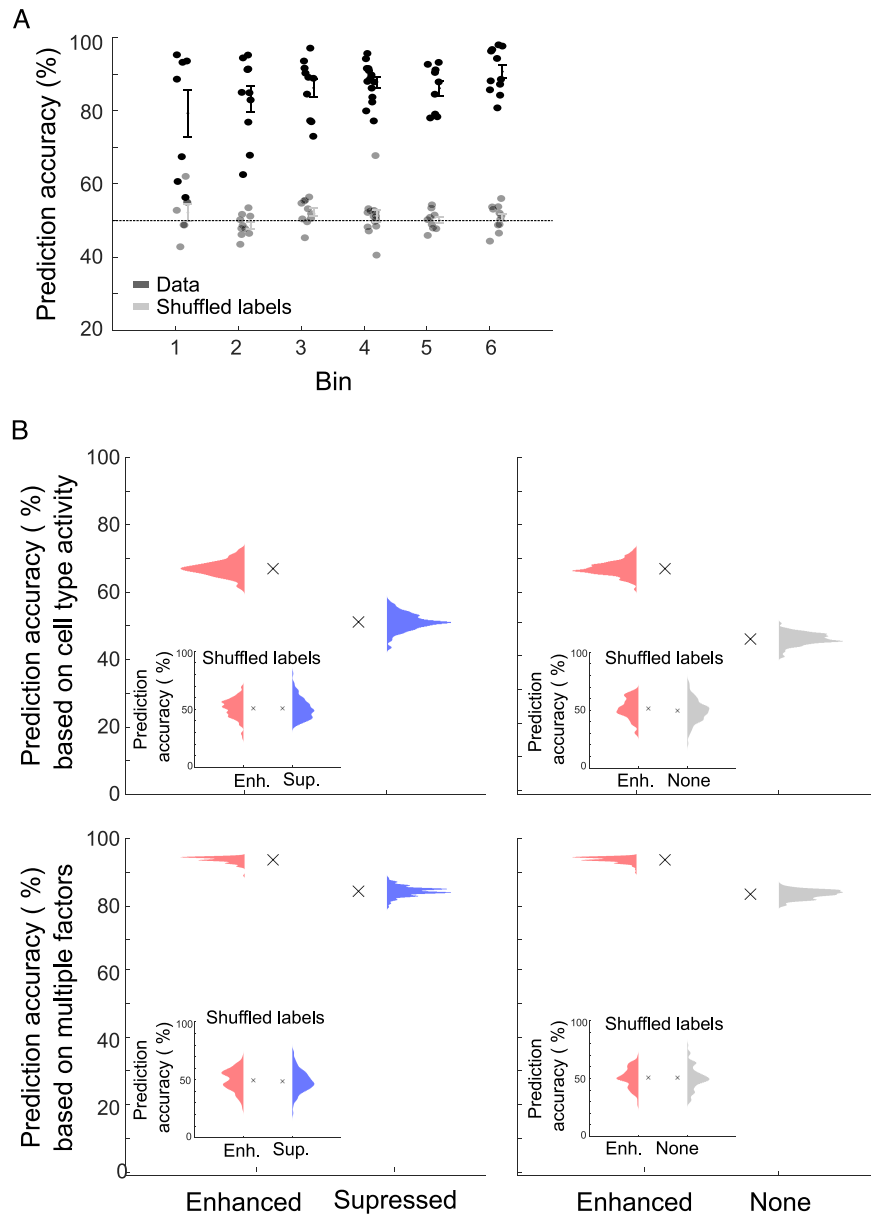 A
Prediction accuracy (%)
100
80
60
40
20
Data
Shuffled labels
1 2 3 4 5 6
Bin
B
Prediction accuracy ( %)
based on cell type activity
100
80
60
40
20
0
Shuffled labels
Prediction
accuracy ( %)
100
50
0
Enh. Sup.
Shuffled labels
Prediction
accuracy ( %)
100
50
0
Enh. None
Prediction accuracy ( %)
based on multiple factors
100
80
60
40
20
0
Shuffled labels
Prediction
accuracy ( %)
100
50
0
Enh. Sup.
Shuffled labels
Prediction
accuracy ( %)
100
50
0
Enh. None
Enhanced Supressed
Enhanced None